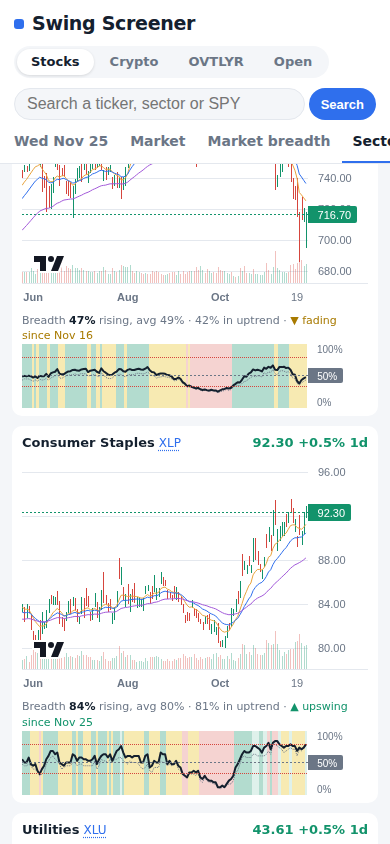 Swing Screener
Stocks Crypto OVTLYR Open
Search a ticker, sector or SPY Search
Wed Nov 25 Market Market breadth Secto
740.00
716.70
700.00
680.00
Jun Aug Oct 19
Breadth 47% rising, avg 49% · 42% in uptrend · ▼ fading
since Nov 16
100%
50%
0%
Consumer Staples XLP 92.30 +0.5% 1d
96.00
92.30
88.00
84.00
80.00
Jun Aug Oct 19
Breadth 84% rising, avg 80% · 81% in uptrend · ▲ upswing
since Nov 25
100%
50%
0%
Utilities XLU 43.61 +0.5% 1d